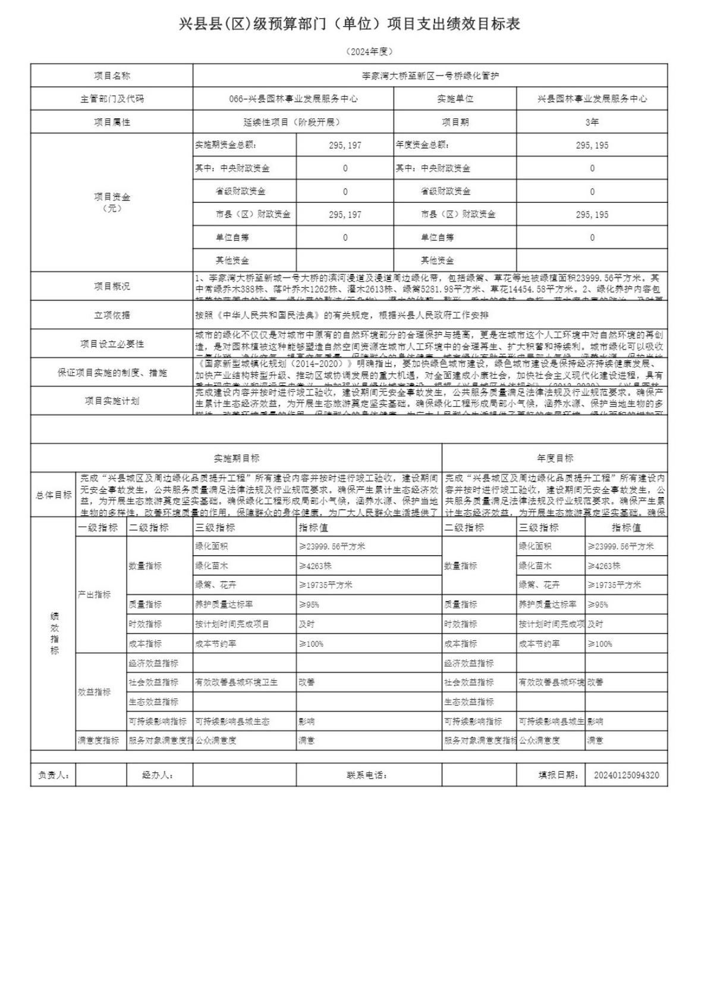 兴县县(区)级预算部门（单位）项目支出绩效目标表
（2024年度）
项目名称 李家湾大桥至新区一号桥绿化管护
主管部门及代码 066-兴县园林事业发展服务中心 实施单位 兴县园林事业发展服务中心
项目属性 延续性项目（阶段开展） 项目期 3年
项目资金
（元）
实施期资金总额： 295,197 年度资金总额： 295,195
其中：中央财政资金 0 其中：中央财政资金 0
省级财政资金 0 省级财政资金 0
市县（区）财政资金 295,197 市县（区）财政资金 295,195
单位自筹 0 单位自筹 0
其他资金 其他资金
项目概况
1、李家湾大桥至新城一号大桥的滨河漫道及漫道周边绿化带，包括绿篱、草花等地被绿植面积23999.56平方米。其
中常绿乔木388株、落叶乔木1262株、灌木2613株、绿篱5281.98平方米、草花14454.58平方米。2、绿化养护内容包
立项依据 按照《中华人民共和国民法典》的有关规定，根据兴县人民政府工作安排
项目设立必要性
城市的绿化不仅仅是对城市中原有的自然环境部分的合理保护与提高，更是在城市这个人工环境中对自然环境的再创
造，是对园林植被这种能够塑造自然空间资源在城市人工环境中的合理再生、扩大积蓄和持续利。城市绿化可以吸收
保证项目实施的制度、措施
《国家新型城镇化规划（2014-2020）》明确指出，要加快绿色城市建设，绿色城市建设是保持经济持续健康发展、
加快产业结构转型升级、推动区域协调发展的重大机遇，对全面建成小康社会，加快社会主义现代化建设进程，具有
项目实施计划
完成建设内容并按时进行竣工验收，建设期间无安全事故发生，公共服务质量满足法律法规及行业规范要求。确保产
生累计生态经济效益，为开展生态旅游奠定坚实基础。确保绿化工程形成局部小气候，涵养水源、保护当地生物的多
实施期目标 年度目标
总体目标
完成“兴县城区及周边绿化品质提升工程”所有建设内容并按时进行竣工验收，建设期间
无安全事故发生，公共服务质量满足法律法规及行业规范要求。确保产生累计生态经济效
益，为开展生态旅游奠定坚实基础。确保绿化工程形成局部小气候，涵养水源、保护当地
生物的多样性，改善环境质量的作用，保障群众的身体健康，为广大人民群众生活提供了
完成“兴县城区及周边绿化品质提升工程”所有建设内
容并按时进行竣工验收，建设期间无安全事故发生，公
共服务质量满足法律法规及行业规范要求。确保产生累
计生态经济效益，为开展生态旅游奠定坚实基础。确保
绩效指标
一级指标 二级指标 三级指标 指标值 二级指标 三级指标 指标值
产出指标
数量指标 绿化面积 ≥23999.56平方米 数量指标 绿化面积 ≥23999.56平方米
绿化苗木 ≥4263株 绿化苗木 ≥4263株
绿篱、花卉 ≥19735平方米 绿篱、花卉 ≥19735平方米
质量指标 养护质量达标率 ≥95% 质量指标 养护质量达标率 ≥95%
时效指标 按计划时间完成项目 及时 时效指标 按计划时间完成项 及时
成本指标 成本节约率 ≥100% 成本指标 成本节约率 ≥100%
效益指标
经济效益指标 经济效益指标
社会效益指标 有效改善县城环境卫生 改善 社会效益指标 有效改善县城环境 改善
生态效益指标 生态效益指标
可持续影响指标 可持续影响县城生态 影响 可持续影响指标 可持续影响县城生 影响
满意度指标 服务对象满意度指 公众满意度 满意 服务对象满意度指标 公众满意度 满意
负责人： 经办人： 联系电话： 填报日期： 20240125094320